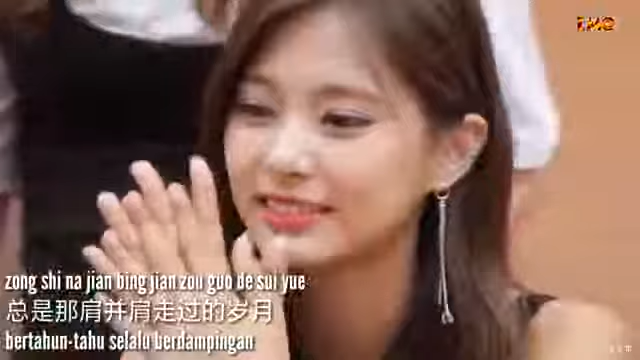 TMC
zong shi na jian bing jian zou guo de sui yue
总是那肩并肩走过的岁月
bertahun-tahu selalu berdampingan